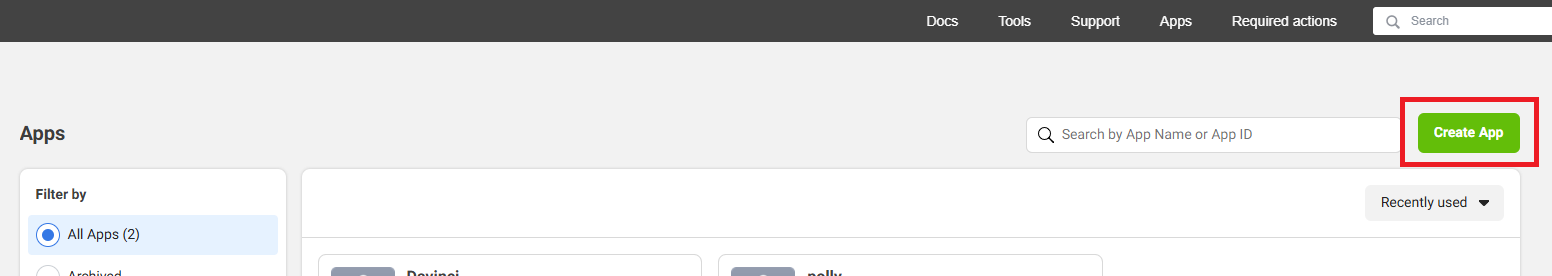 Docs Tools Support Apps Required actions Search
Apps
Search by App Name or App ID
Create App
Filter by
Recently used
All Apps (2)
Archived
Davinci
polly